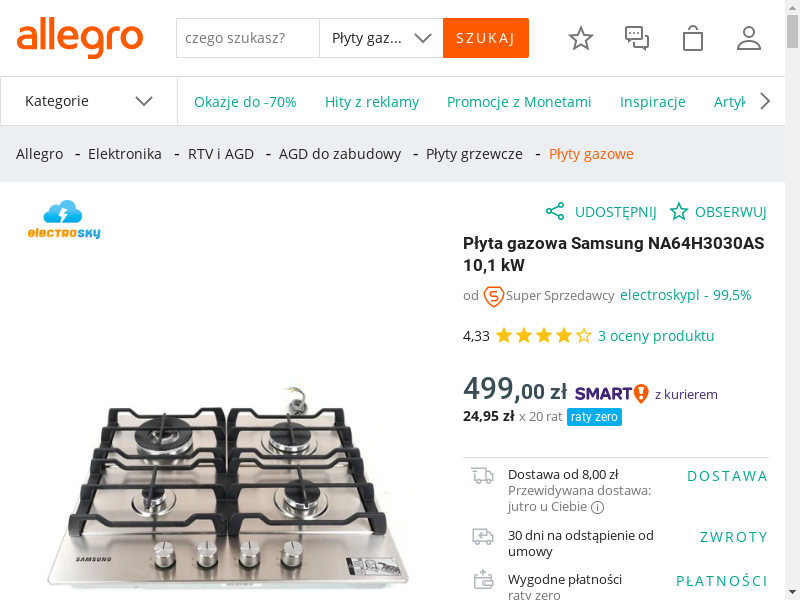 allegro
czego szukasz?
Płyty gaz...
SZUKAJ
Kategorie
Okazje do -70%
Hity z reklamy
Promocje z Monetami
Inspiracje
Artyk
Allegro - Elektronika - RTV i AGD - AGD do zabudowy - Płyty grzewcze - Płyty gazowe
electrosky
UDOSTĘPNIJ
OBSERWUJ
Płyta gazowa Samsung NA64H3030AS
10,1 kW
od Super Sprzedawcy electroskypl - 99,5%
4,33 3 oceny produktu
499,00 zł SMART! z kurierem
24,95 zł x 20 rat raty zero
Dostawa od 8,00 zł
Przewidywana dostawa:
jutro u Ciebie
DOSTAWA
30 dni na odstąpienie od
umowy
ZWROTY
Wygodne płatności
raty zero
PŁATNOŚCI
SAMSUNG